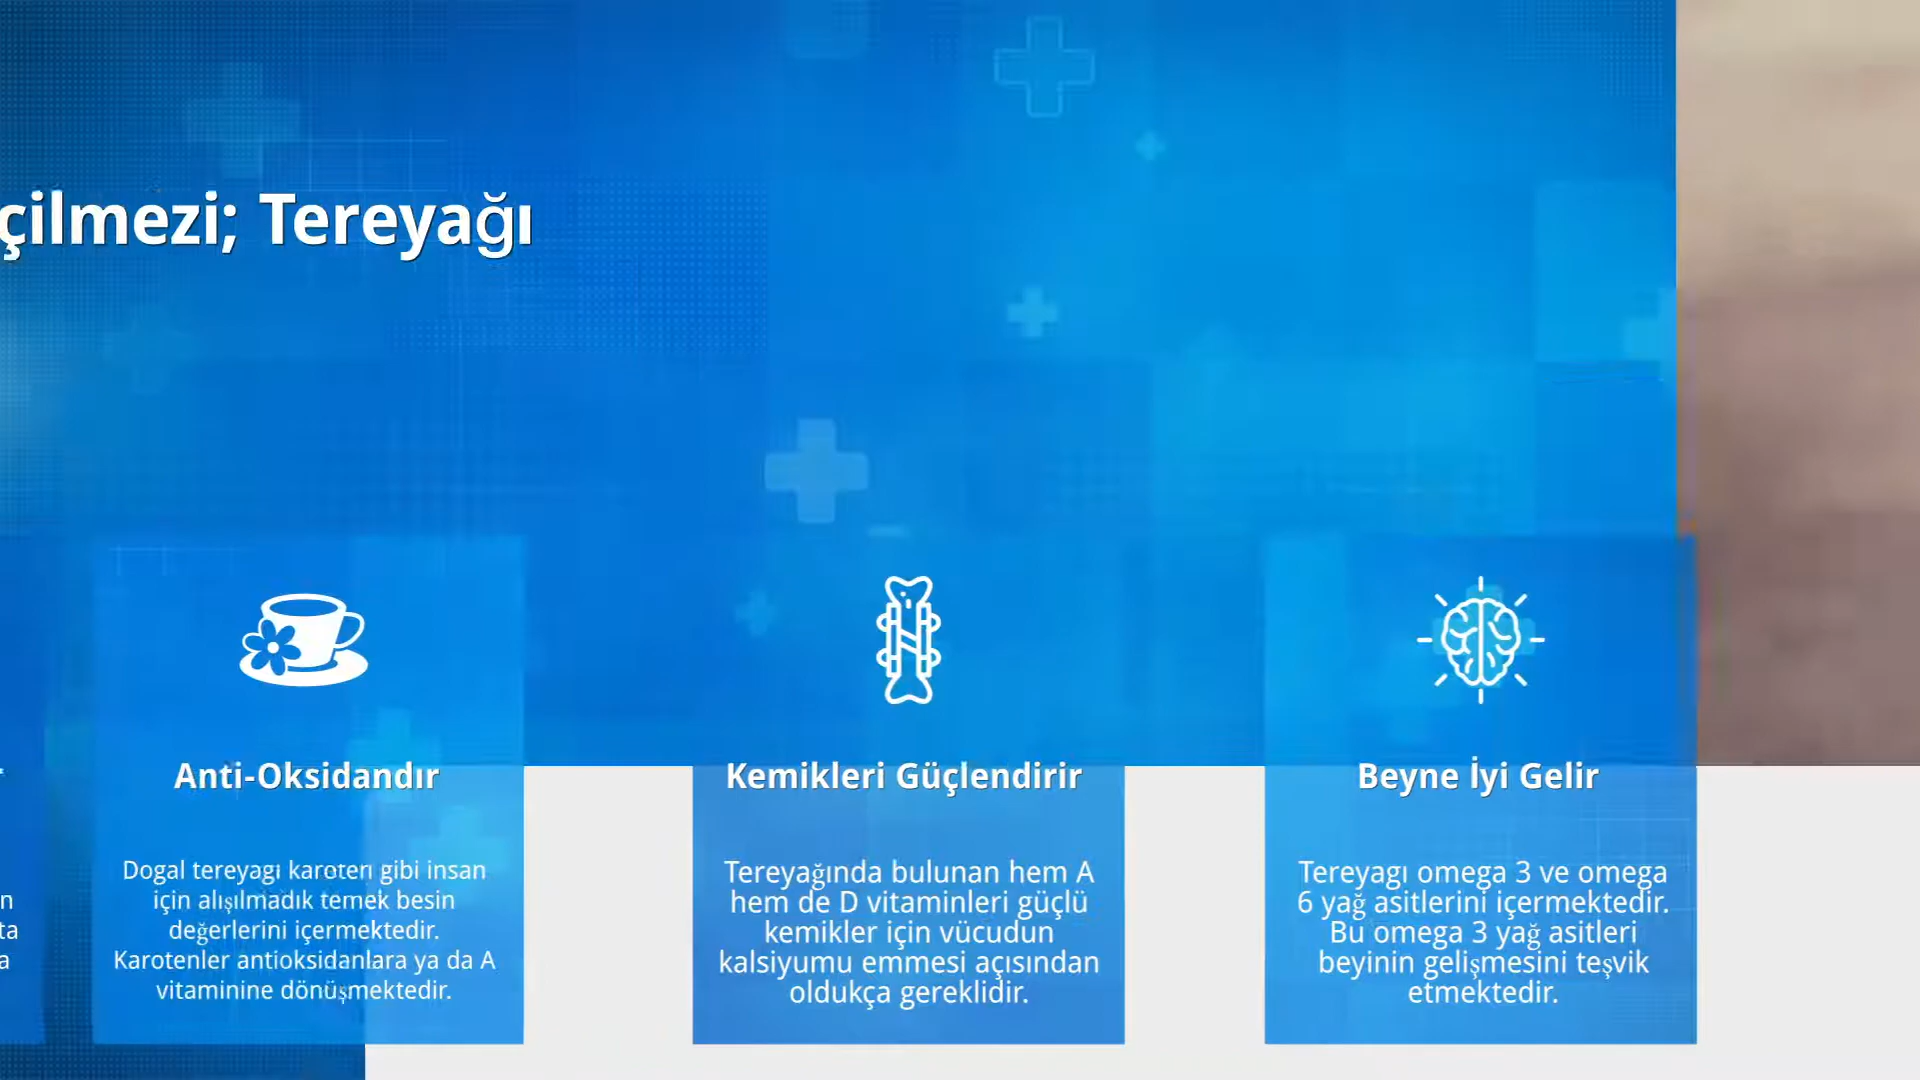 çilmezi; Tereyağı
n
ta
a
Anti-Oksidandır
Dogal tereyagı karoten gibi insan
için alışılmadık temek besin
değerlerini içermektedir.
Karotenler antioksidanlara ya da A
vitaminine dönüşmektedir.
Kemikleri Güçlendirir
Tereyağında bulunan hem A
hem de D vitaminleri güçlü
kemikler için vücudun
kalsiyumu emmesi açısından
oldukça gereklidir.
Beyne İyi Gelir
Tereyagı omega 3 ve omega
6 yağ asitlerini içermektedir.
Bu omega 3 yağ asitleri
beyinin gelişmesini teşvik
etmektedir.